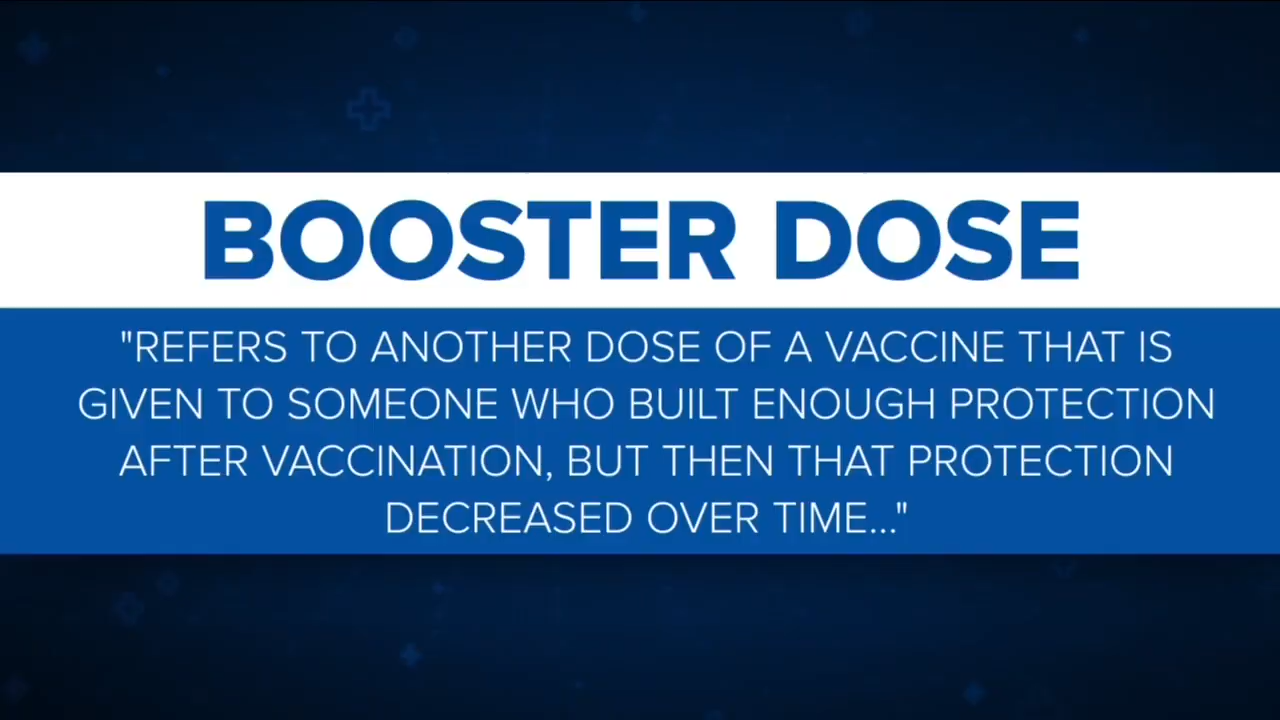 BOOSTER DOSE
"REFERS TO ANOTHER DOSE OF A VACCINE THAT IS
GIVEN TO SOMEONE WHO BUILT ENOUGH PROTECTION
AFTER VACCINATION, BUT THEN THAT PROTECTION
DECREASED OVER TIME..."